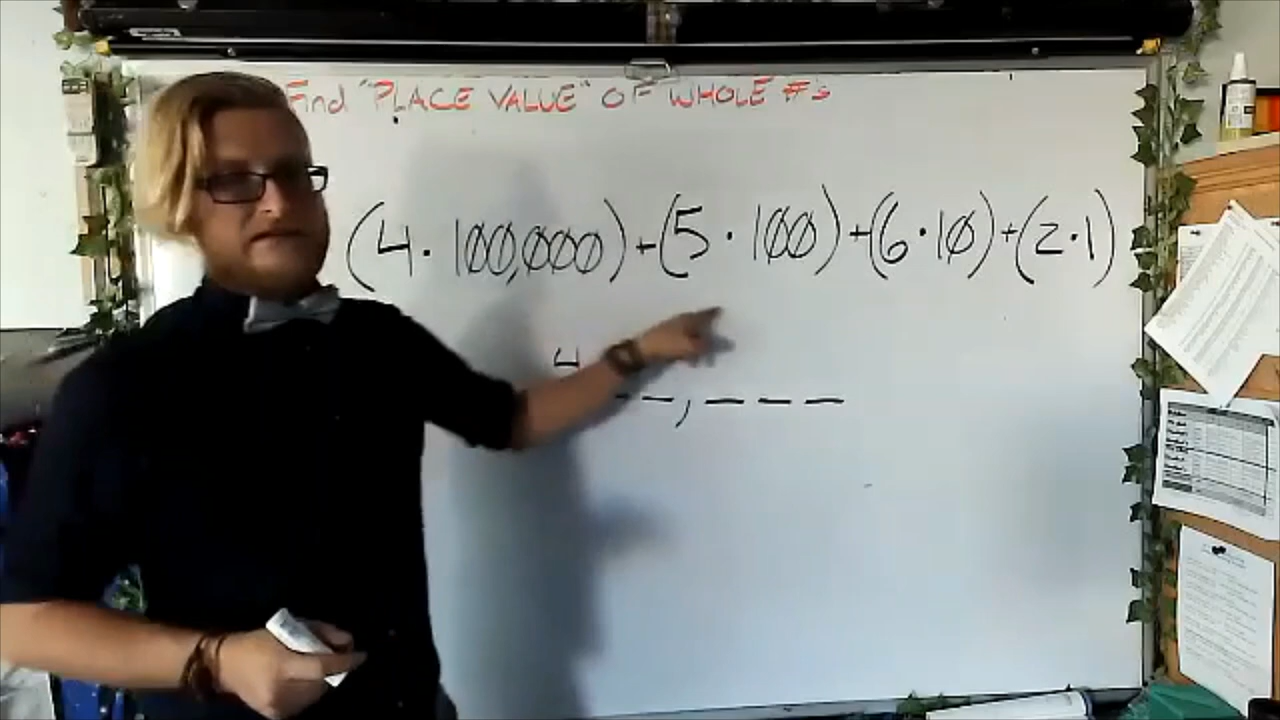 Find "PLACE VALUE" OF WHOLE #s
(4 · 100,000) + (5 · 100) + (6 · 10) + (2 · 1)
4
_ _, _ _ _